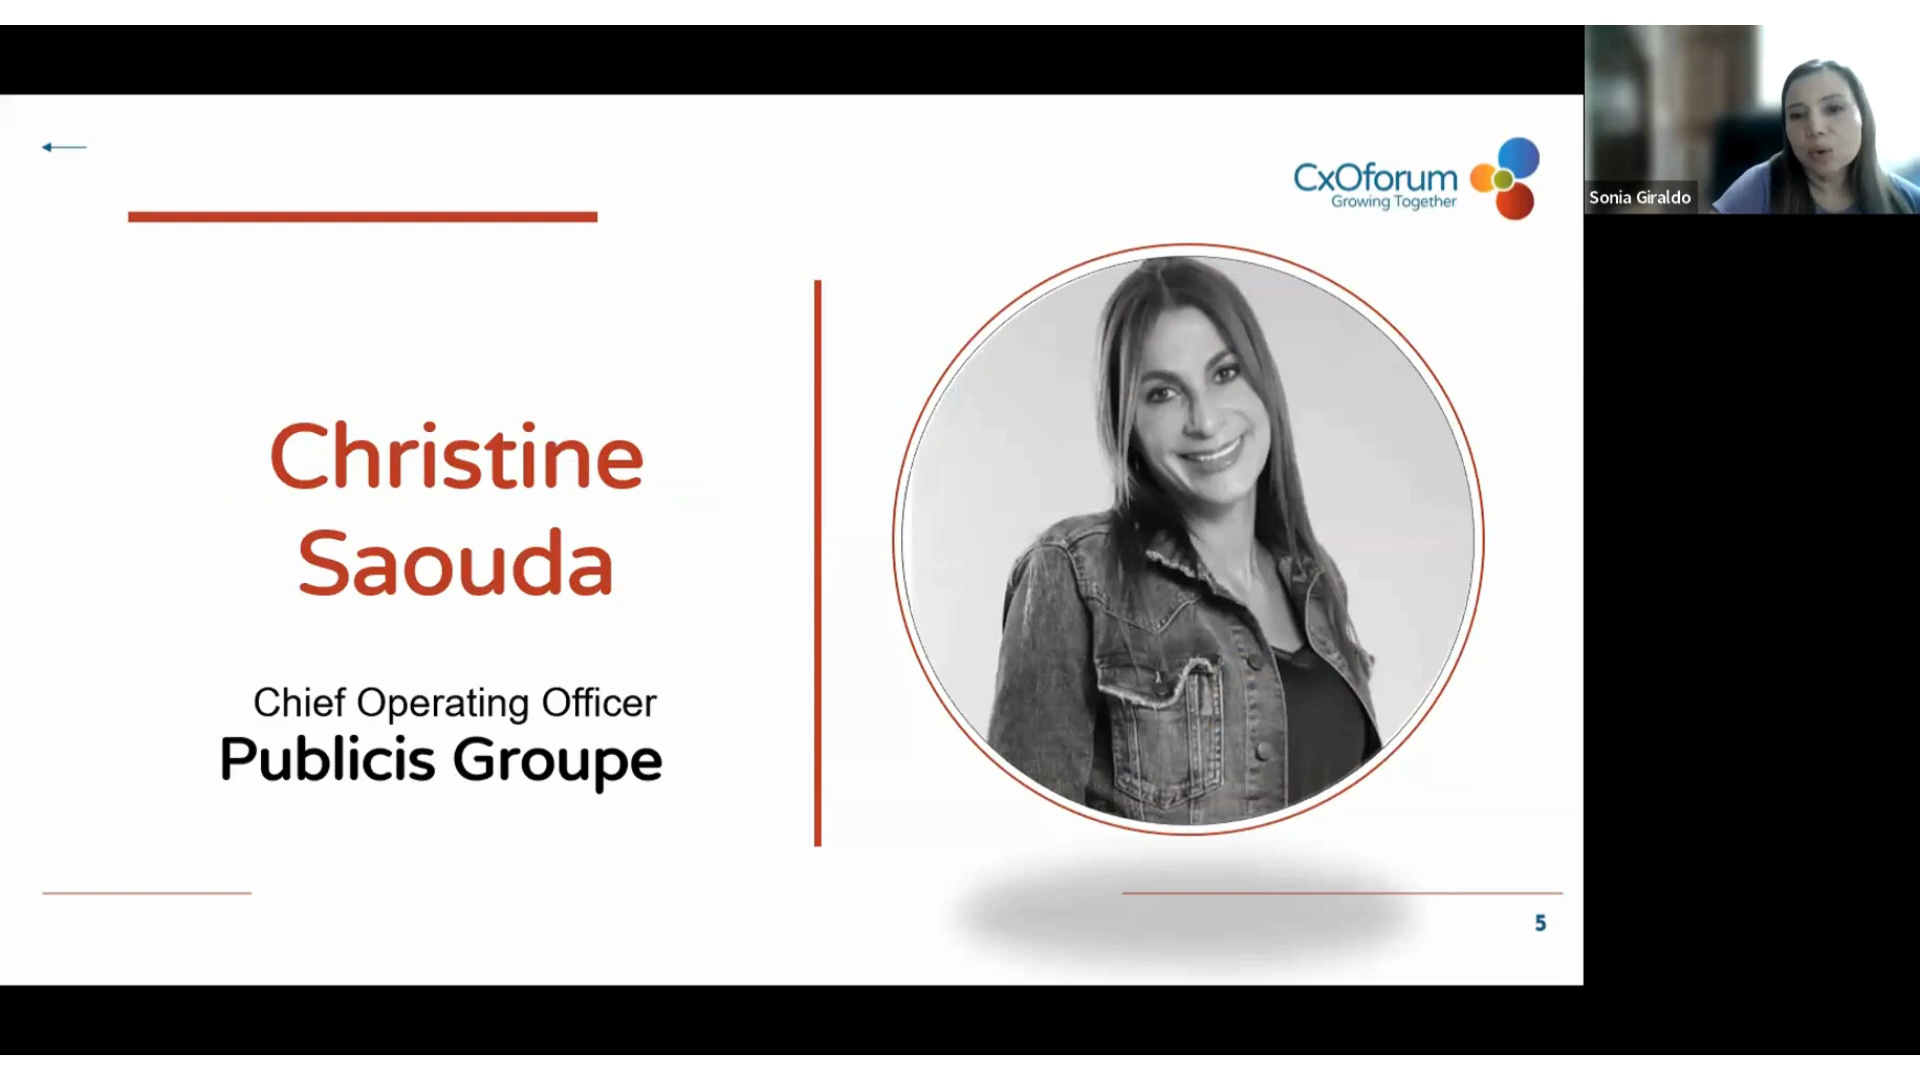 CxOforum
Growing Together
Sonia Giraldo
Christine
Saouda
Chief Operating Officer
Publicis Groupe
5